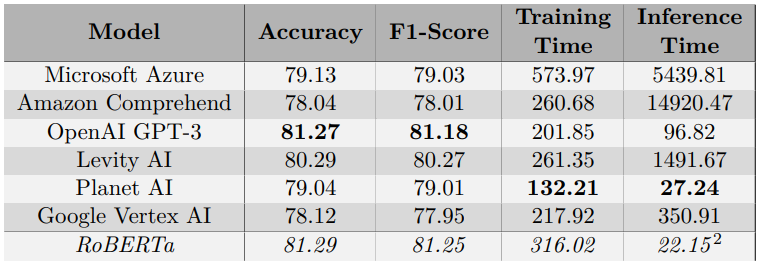 Model Accuracy F1-Score Training Time Inference Time
Microsoft Azure 79.13 79.03 573.97 5439.81
Amazon Comprehend 78.04 78.01 260.68 14920.47
OpenAI GPT-3 81.27 81.18 201.85 96.82
Levity AI 80.29 80.27 261.35 1491.67
Planet AI 79.04 79.01 132.21 27.24
Google Vertex AI 78.12 77.95 217.92 350.91
RoBERTa 81.29 81.25 316.02 22.15²